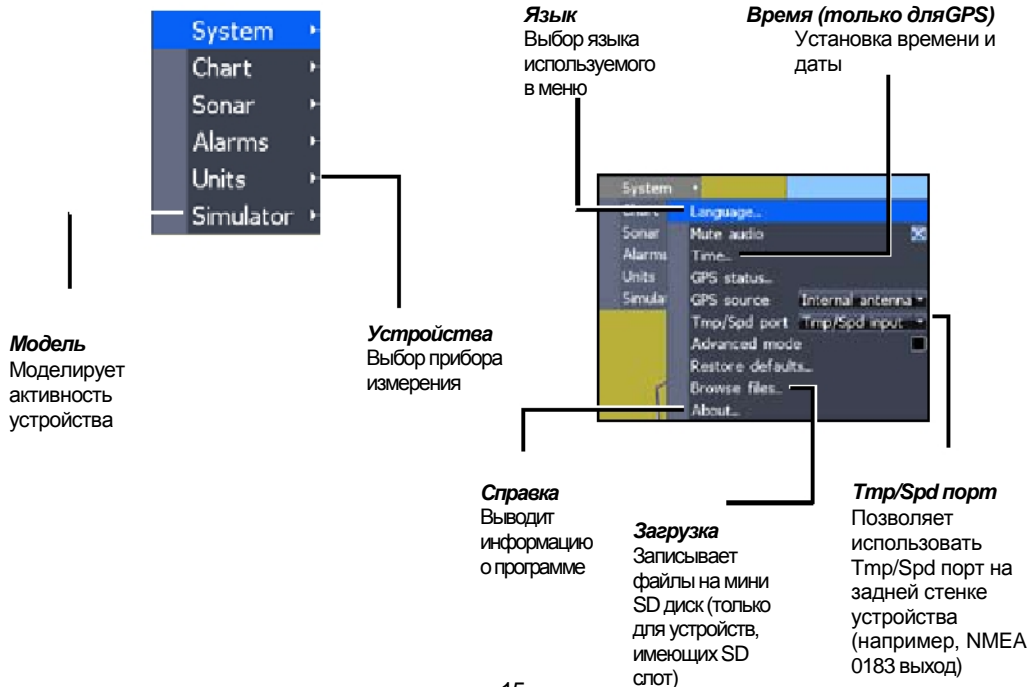 System
Chart
Sonar
Alarms
Units
Simulator
Модель
Моделирует
активность
устройства
Устройства
Выбор прибора
измерения
Язык
Выбор языка
используемого
в меню
Время (только дляGPS)
Установка времени и
даты
System
Chart
Sonar
Alarms
Units
Simula
Language...
Mute audio
Time...
GPS status...
GPS source Internal antenna
Tmp/Spd port Tmp/Spd input
Advanced mode
Restore defaults...
Browse files...
About...
Справка
Выводит
информацию
о программе
Загрузка
Записывает
файлы на мини
SD диск (только
для устройств,
имеющих SD
слот)
Tmp/Spd порт
Позволяет
использовать
Tmp/Spd порт на
задней стенке
устройства
(например, NMEA
0183 выход)
15